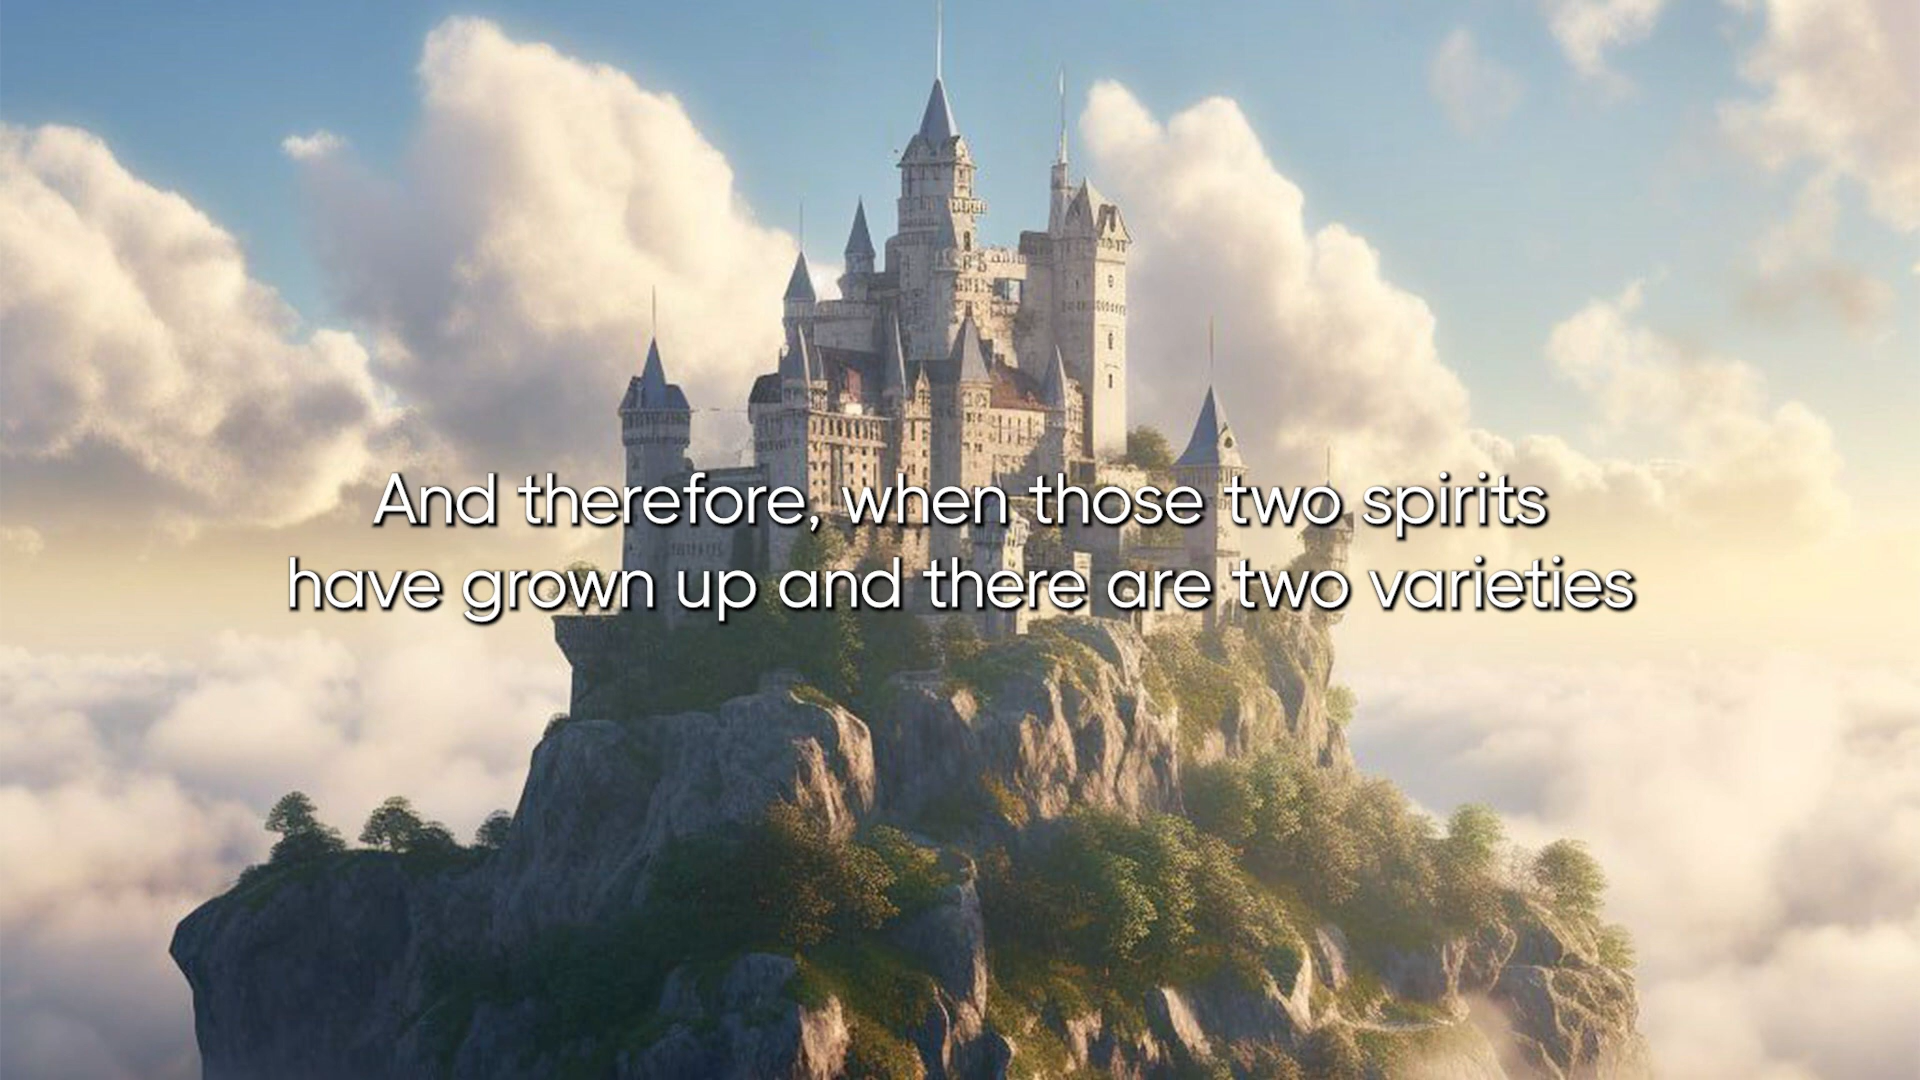 And therefore, when those two spirits
have grown up and there are two varieties